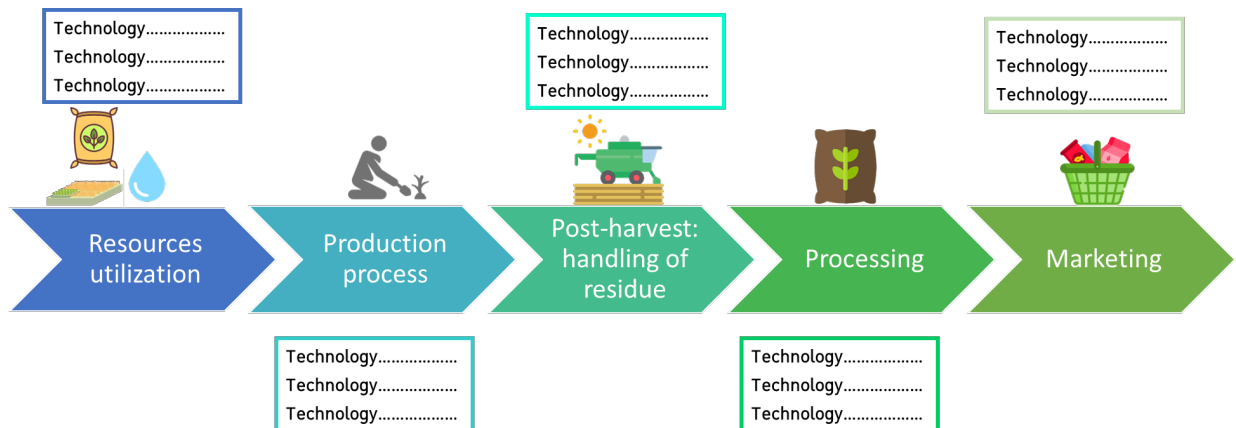 Technology………………
Technology………………
Technology………………
Technology………………
Technology………………
Technology………………
Technology………………
Technology………………
Technology………………
Resources
utilization
Production
process
Post-harvest:
handling of
residue
Processing
Marketing
Technology………………
Technology………………
Technology………………
Technology………………
Technology………………
Technology………………